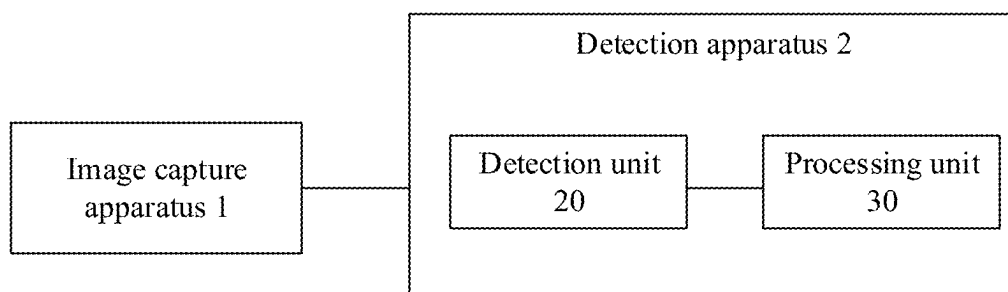 Detection apparatus 2
Image capture
apparatus 1
Detection unit
20
Processing unit
30